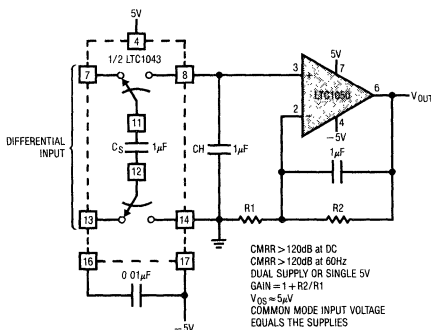 5V
4
1/2 LTC1043
7
8
11
CS 1µF
12
DIFFERENTIAL
INPUT
13
14
16
17
0 01µF
–5V
CH 1µF
5V
3
7
+
LTC1050
6
VOUT
2
–
4
–5V
1µF
R1
R2
CMRR > 120dB at DC
CMRR > 120dB at 60Hz
DUAL SUPPLY OR SINGLE 5V
GAIN = 1 + R2/R1
VOS ≈ 5µV
COMMON MODE INPUT VOLTAGE
EQUALS THE SUPPLIES